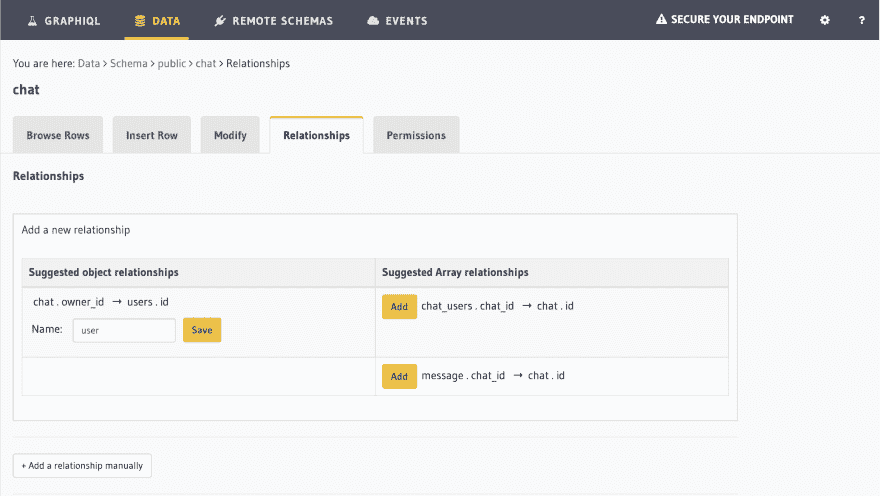 GRAPHIQL DATA REMOTE SCHEMAS EVENTS SECURE YOUR ENDPOINT ?
You are here: Data > Schema > public > chat > Relationships
chat
Browse Rows Insert Row Modify Relationships Permissions
Relationships
Add a new relationship
Suggested object relationships Suggested Array relationships
chat . owner_id → users . id
Name: user Save
Add chat_users . chat_id → chat . id
Add message . chat_id → chat . id
+ Add a relationship manually